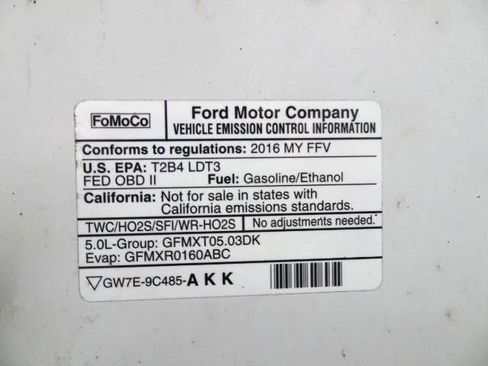 FoMoCo
Ford Motor Company
VEHICLE EMISSION CONTROL INFORMATION
Conforms to regulations: 2016 MY FFV
U.S. EPA: T2B4 LDT3
FED OBD II Fuel: Gasoline/Ethanol
California: Not for sale in states with
California emissions standards.
TWC/HO2S/SFI/WR-HO2S No adjustments needed.
5.0L-Group: GFMXT05.03DK
Evap: GFMXR0160ABC
GW7E-9C485-AKK